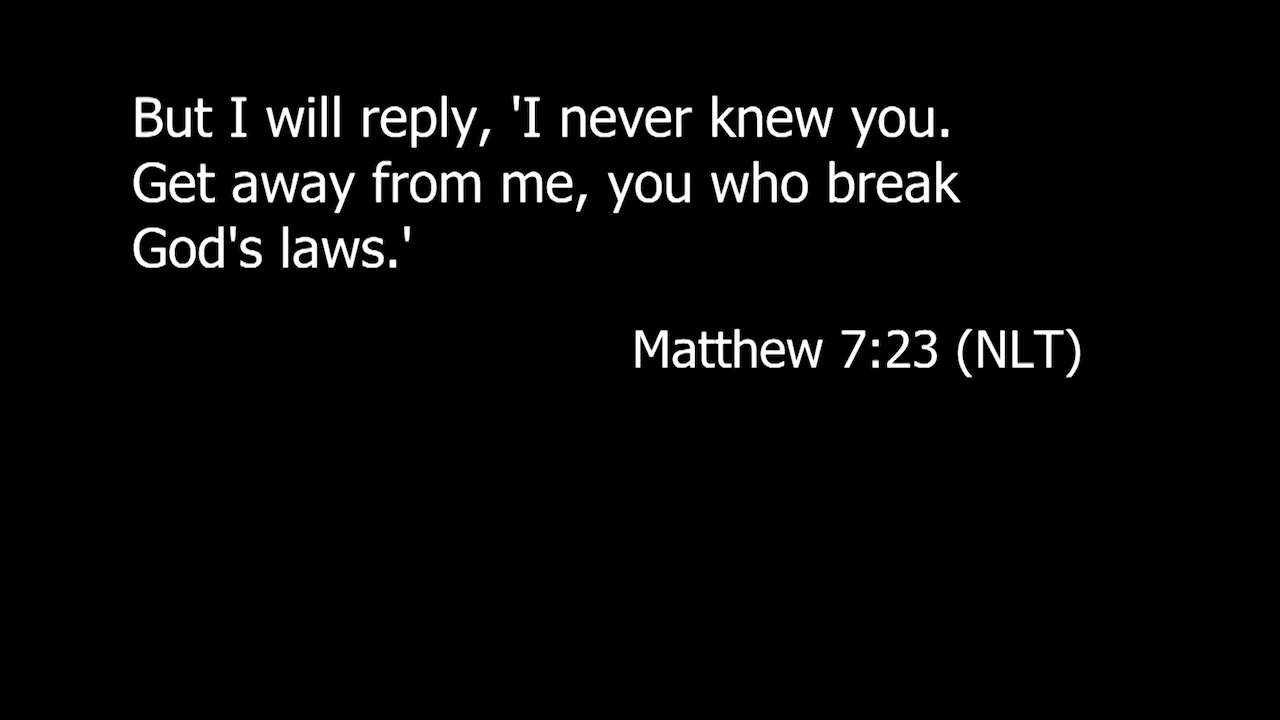 But I will reply, 'I never knew you.
Get away from me, you who break
God's laws.'
Matthew 7:23 (NLT)